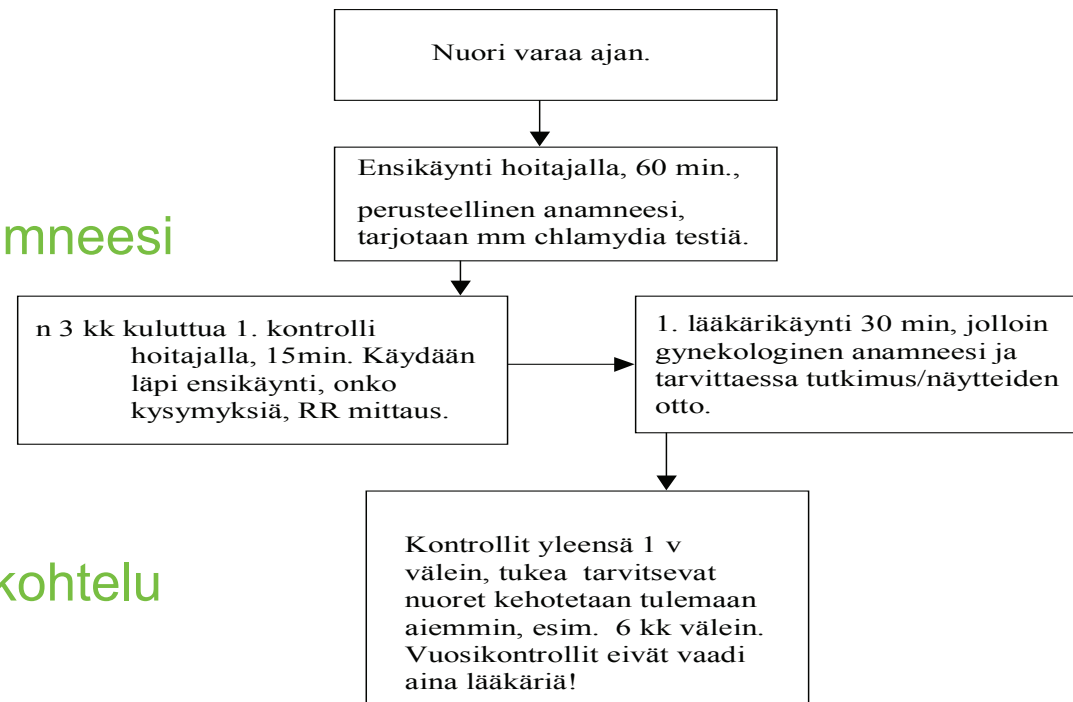 Nuori varaa ajan.
Ensikäynti hoitajalla, 60 min.,
perusteellinen anamneesi,
tarjotaan mm chlamydia testiä.
mneesi
n 3 kk kuluttua 1. kontrolli
hoitajalla, 15min. Käydään
läpi ensikäynti, onko
kysymyksiä, RR mittaus.
1. lääkärikäynti 30 min, jolloin
gynekologinen anamneesi ja
tarvittaessa tutkimus/näytteiden
otto.
kohtelu
Kontrollit yleensä 1 v
välein, tukea tarvitsevat
nuoret kehotetaan tulemaan
aiemmin, esim. 6 kk välein.
Vuosikontrollit eivät vaadi
aina lääkäriä!